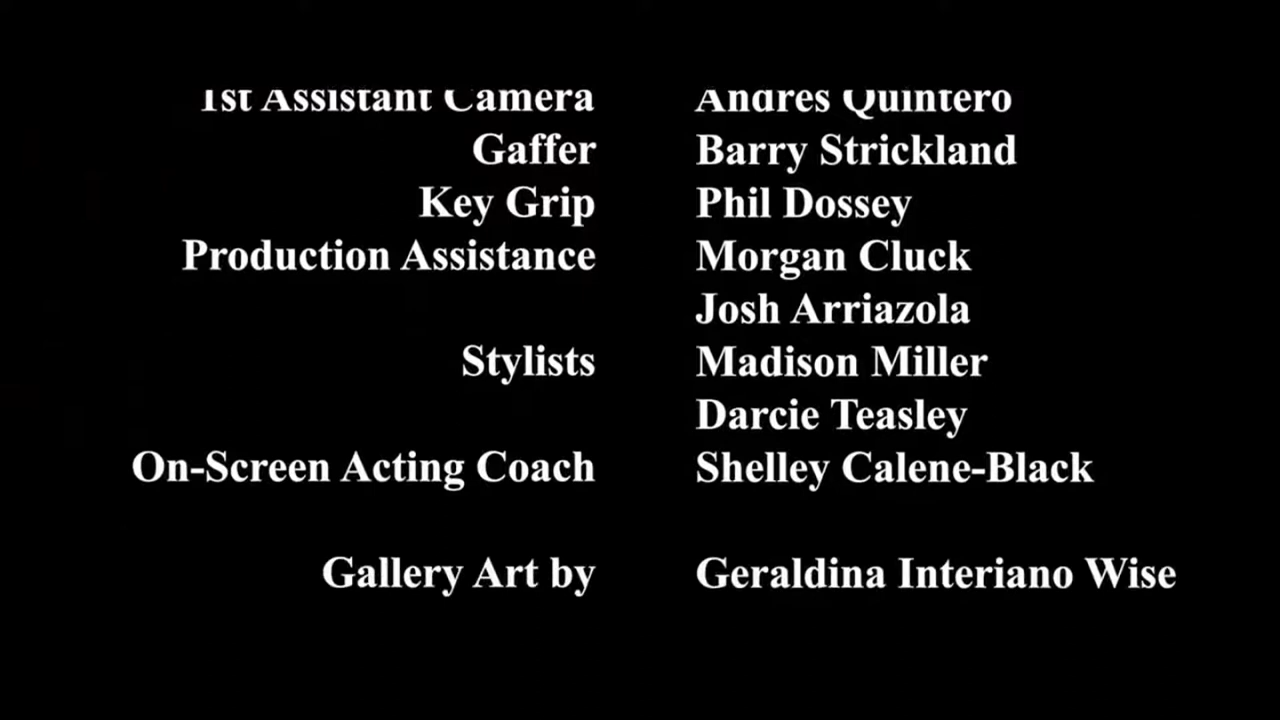 1st Assistant Camera Andres Quintero
Gaffer Barry Strickland
Key Grip Phil Dossey
Production Assistance Morgan Cluck
Josh Arriazola
Stylists Madison Miller
Darcie Teasley
On-Screen Acting Coach Shelley Calene-Black
Gallery Art by Geraldina Interiano Wise